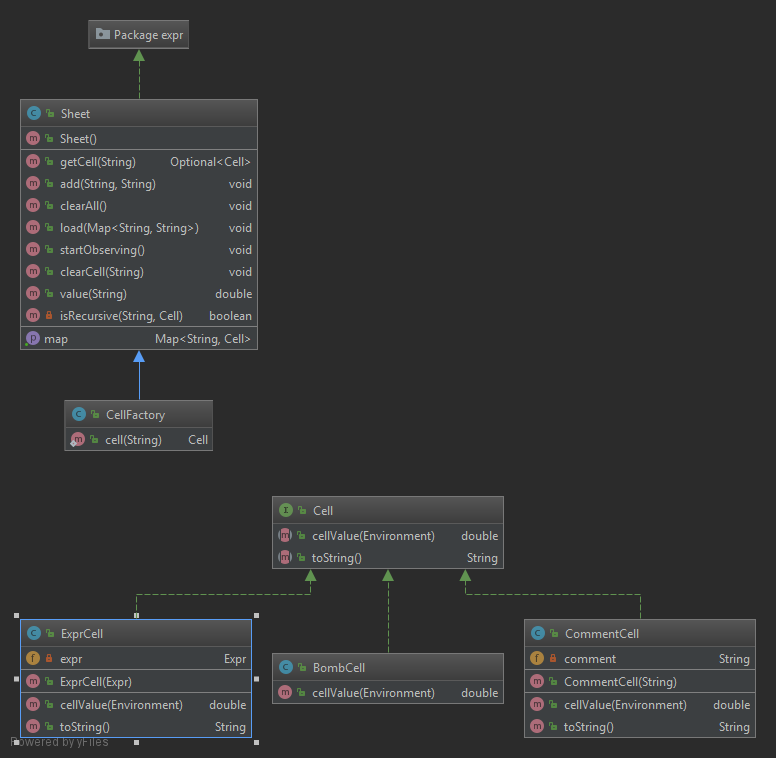 Package expr
C Sheet
m Sheet()
m getCell(String) Optional<Cell>
m add(String, String) void
m clearAll() void
m load(Map<String, String>) void
m startObserving() void
m clearCell(String) void
m value(String) double
m isRecursive(String, Cell) boolean
p map Map<String, Cell>
C CellFactory
m cell(String) Cell
I Cell
m cellValue(Environment) double
m toString() String
C ExprCell
f expr Expr
m ExprCell(Expr)
m cellValue(Environment) double
m toString() String
C BombCell
m cellValue(Environment) double
C CommentCell
f comment String
m CommentCell(String)
m cellValue(Environment) double
m toString() String
Powered by yFiles